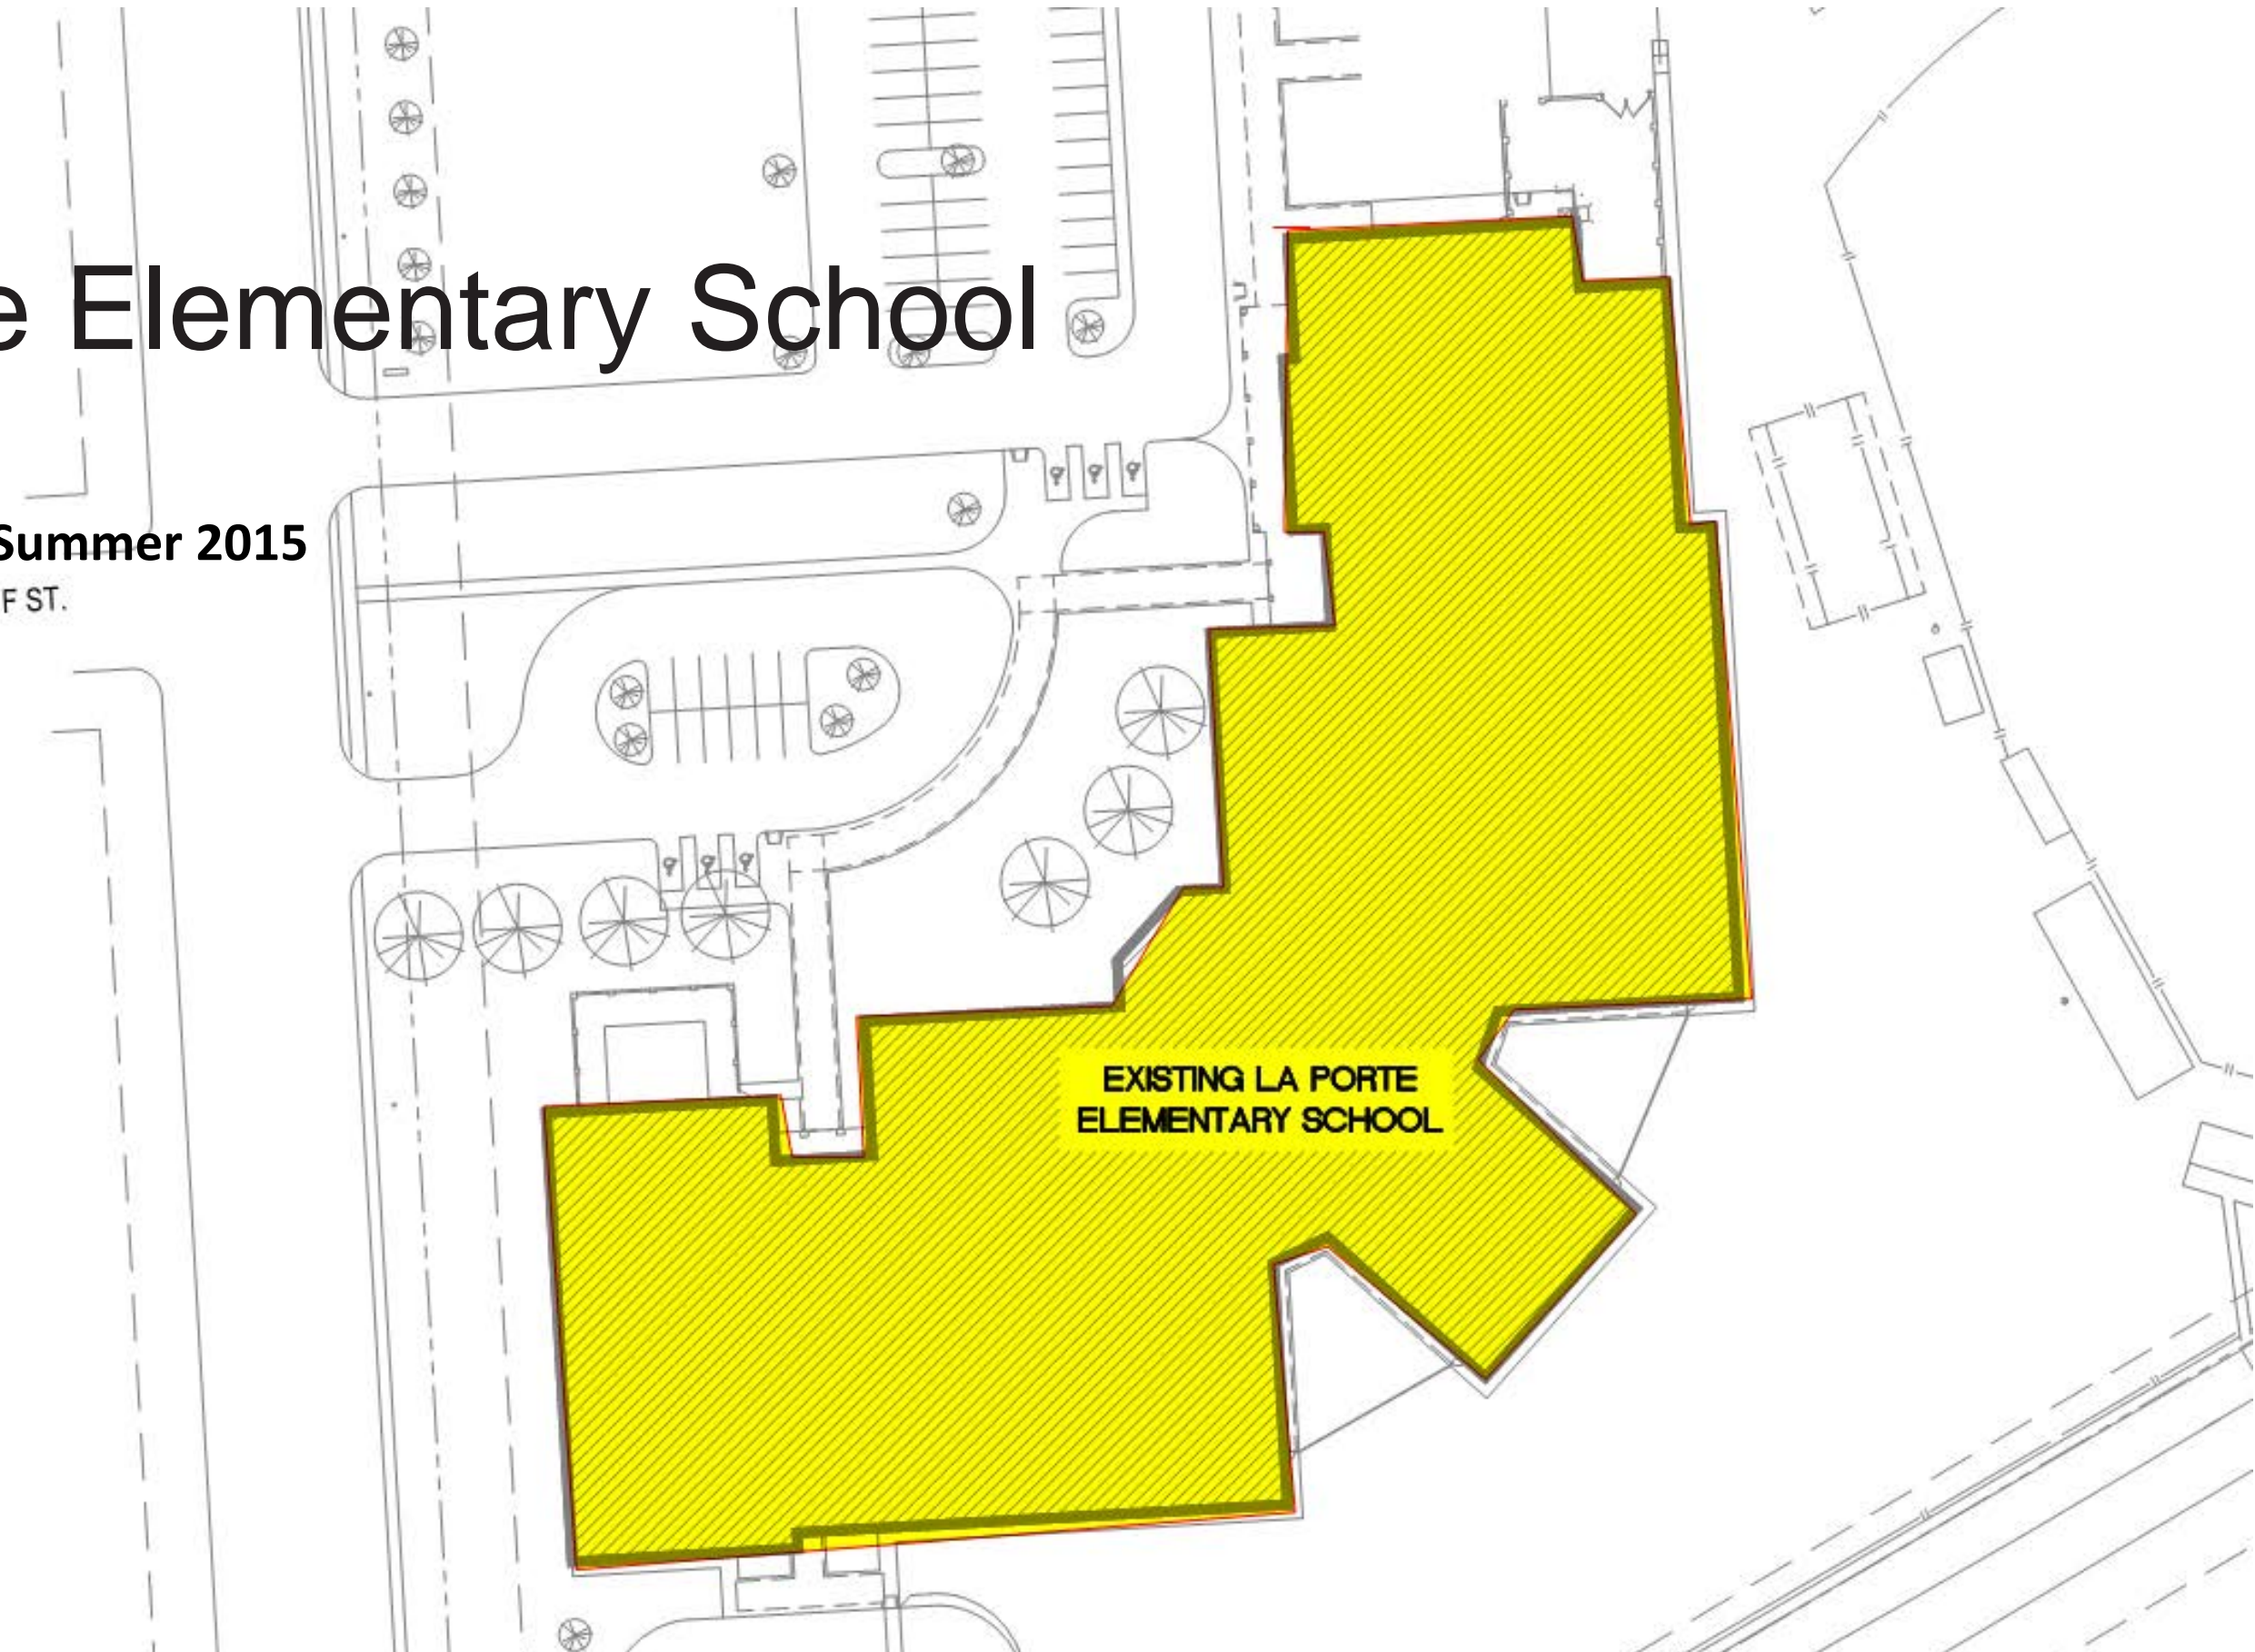 e Elementary School
Summer 2015
F ST.
EXISTING LA PORTE
ELEMENTARY SCHOOL